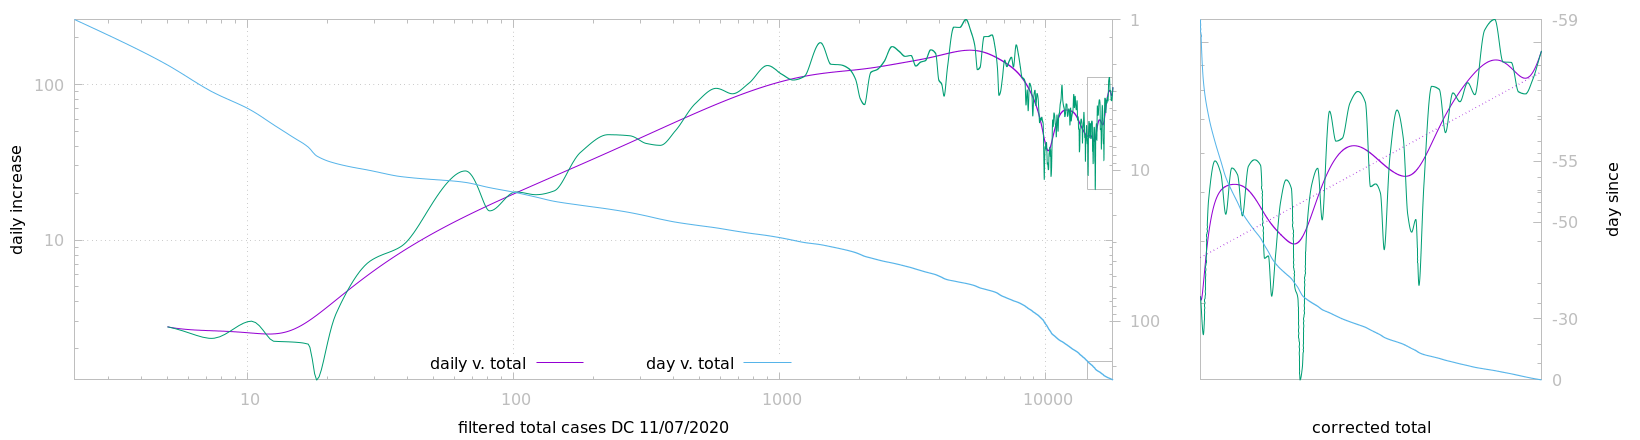 daily increase
100
10
10
100
1000
10000
1
10
100
daily v. total
day v. total
filtered total cases DC 11/07/2020
-59
-55
-50
-30
0
day since
corrected total